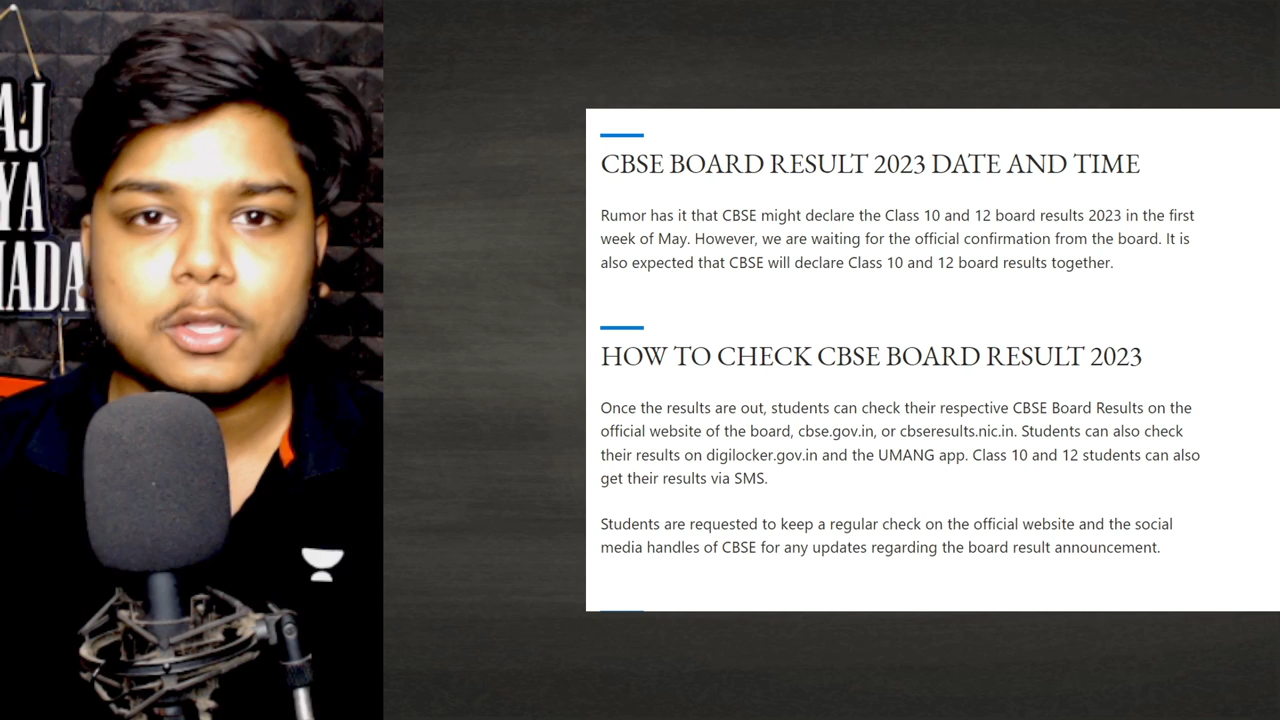 AJ
YA
HADA
CBSE BOARD RESULT 2023 DATE AND TIME
Rumor has it that CBSE might declare the Class 10 and 12 board results 2023 in the first
week of May. However, we are waiting for the official confirmation from the board. It is
also expected that CBSE will declare Class 10 and 12 board results together.
HOW TO CHECK CBSE BOARD RESULT 2023
Once the results are out, students can check their respective CBSE Board Results on the
official website of the board, cbse.gov.in, or cbseresults.nic.in. Students can also check
their results on digilocker.gov.in and the UMANG app. Class 10 and 12 students can also
get their results via SMS.
Students are requested to keep a regular check on the official website and the social
media handles of CBSE for any updates regarding the board result announcement.